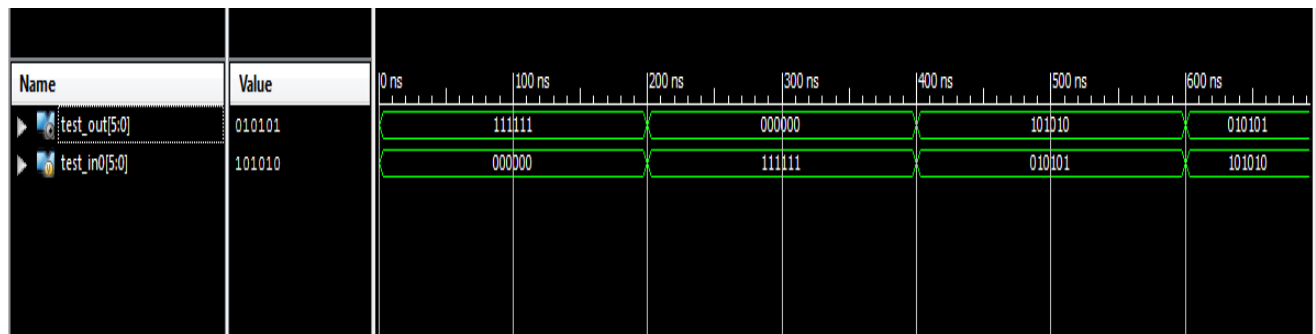 Name Value 0 ns 100 ns 200 ns 300 ns 400 ns 500 ns 600 ns
test_out[5:0] 010101 111111 000000 101010 010101
test_in0[5:0] 101010 000000 111111 010101 101010